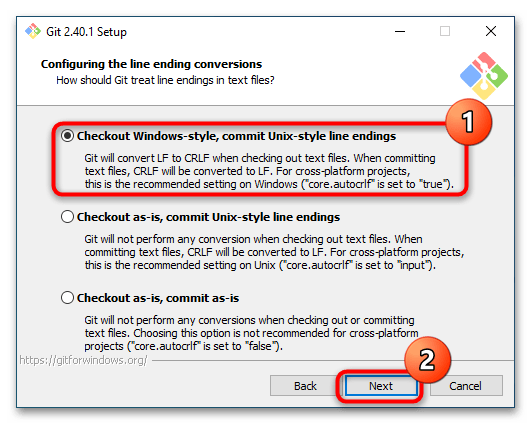 Git 2.40.1 Setup
Configuring the line ending conversions
How should Git treat line endings in text files?
1
Checkout Windows-style, commit Unix-style line endings
Git will convert LF to CRLF when checking out text files. When committing
text files, CRLF will be converted to LF. For cross-platform projects,
this is the recommended setting on Windows ("core.autocrlf" is set to "true").
Checkout as-is, commit Unix-style line endings
Git will not perform any conversion when checking out text files. When
committing text files, CRLF will be converted to LF. For cross-platform projects,
this is the recommended setting on Unix ("core.autocrlf" is set to "input").
Checkout as-is, commit as-is
Git will not perform any conversions when checking out or committing
text files. Choosing this option is not recommended for cross-platform
projects ("core.autocrlf" is set to "false").
https://gitforwindows.org/
2
Back Next Cancel